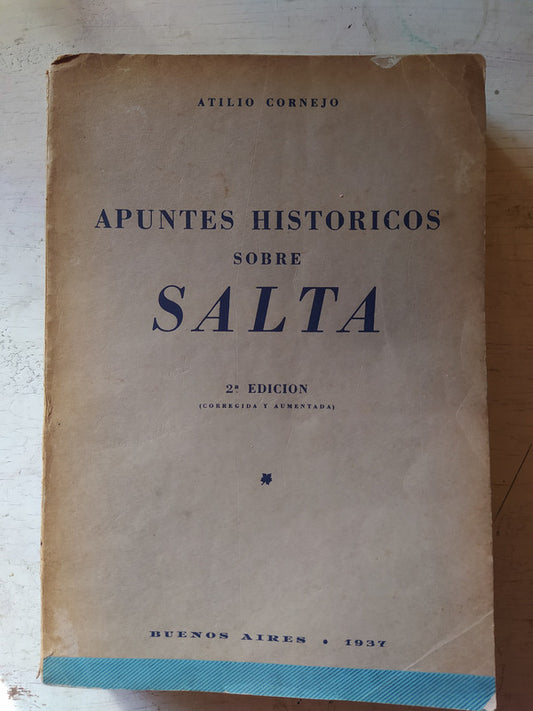 ATILIO CORNEJO
APUNTES HISTORICOS
SOBRE
SALTA
2ª EDICION
(CORREGIDA Y AUMENTADA)
BUENOS AIRES • 1937